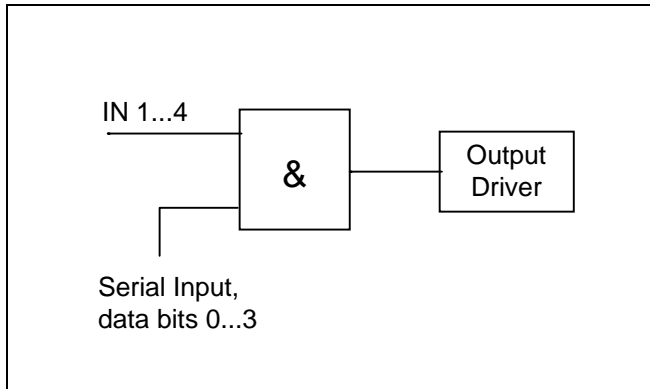 IN 1...4
&
Output
Driver
Serial Input,
data bits 0...3